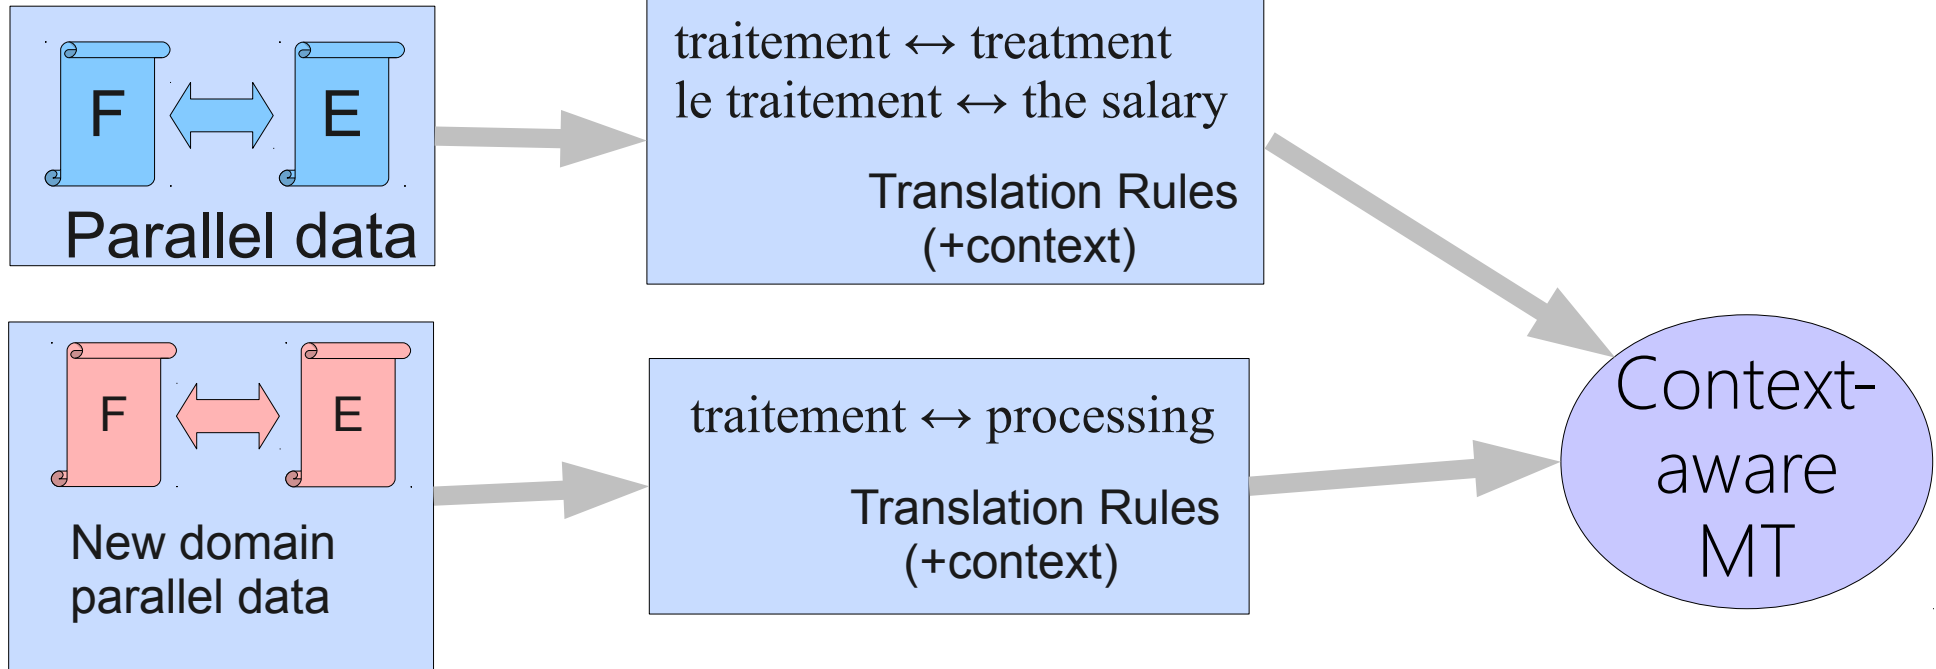 F E
Parallel data
traitement ↔ treatment
le traitement ↔ the salary
Translation Rules
(+context)
F E
New domain
parallel data
traitement ↔ processing
Translation Rules
(+context)
Context-
aware
MT